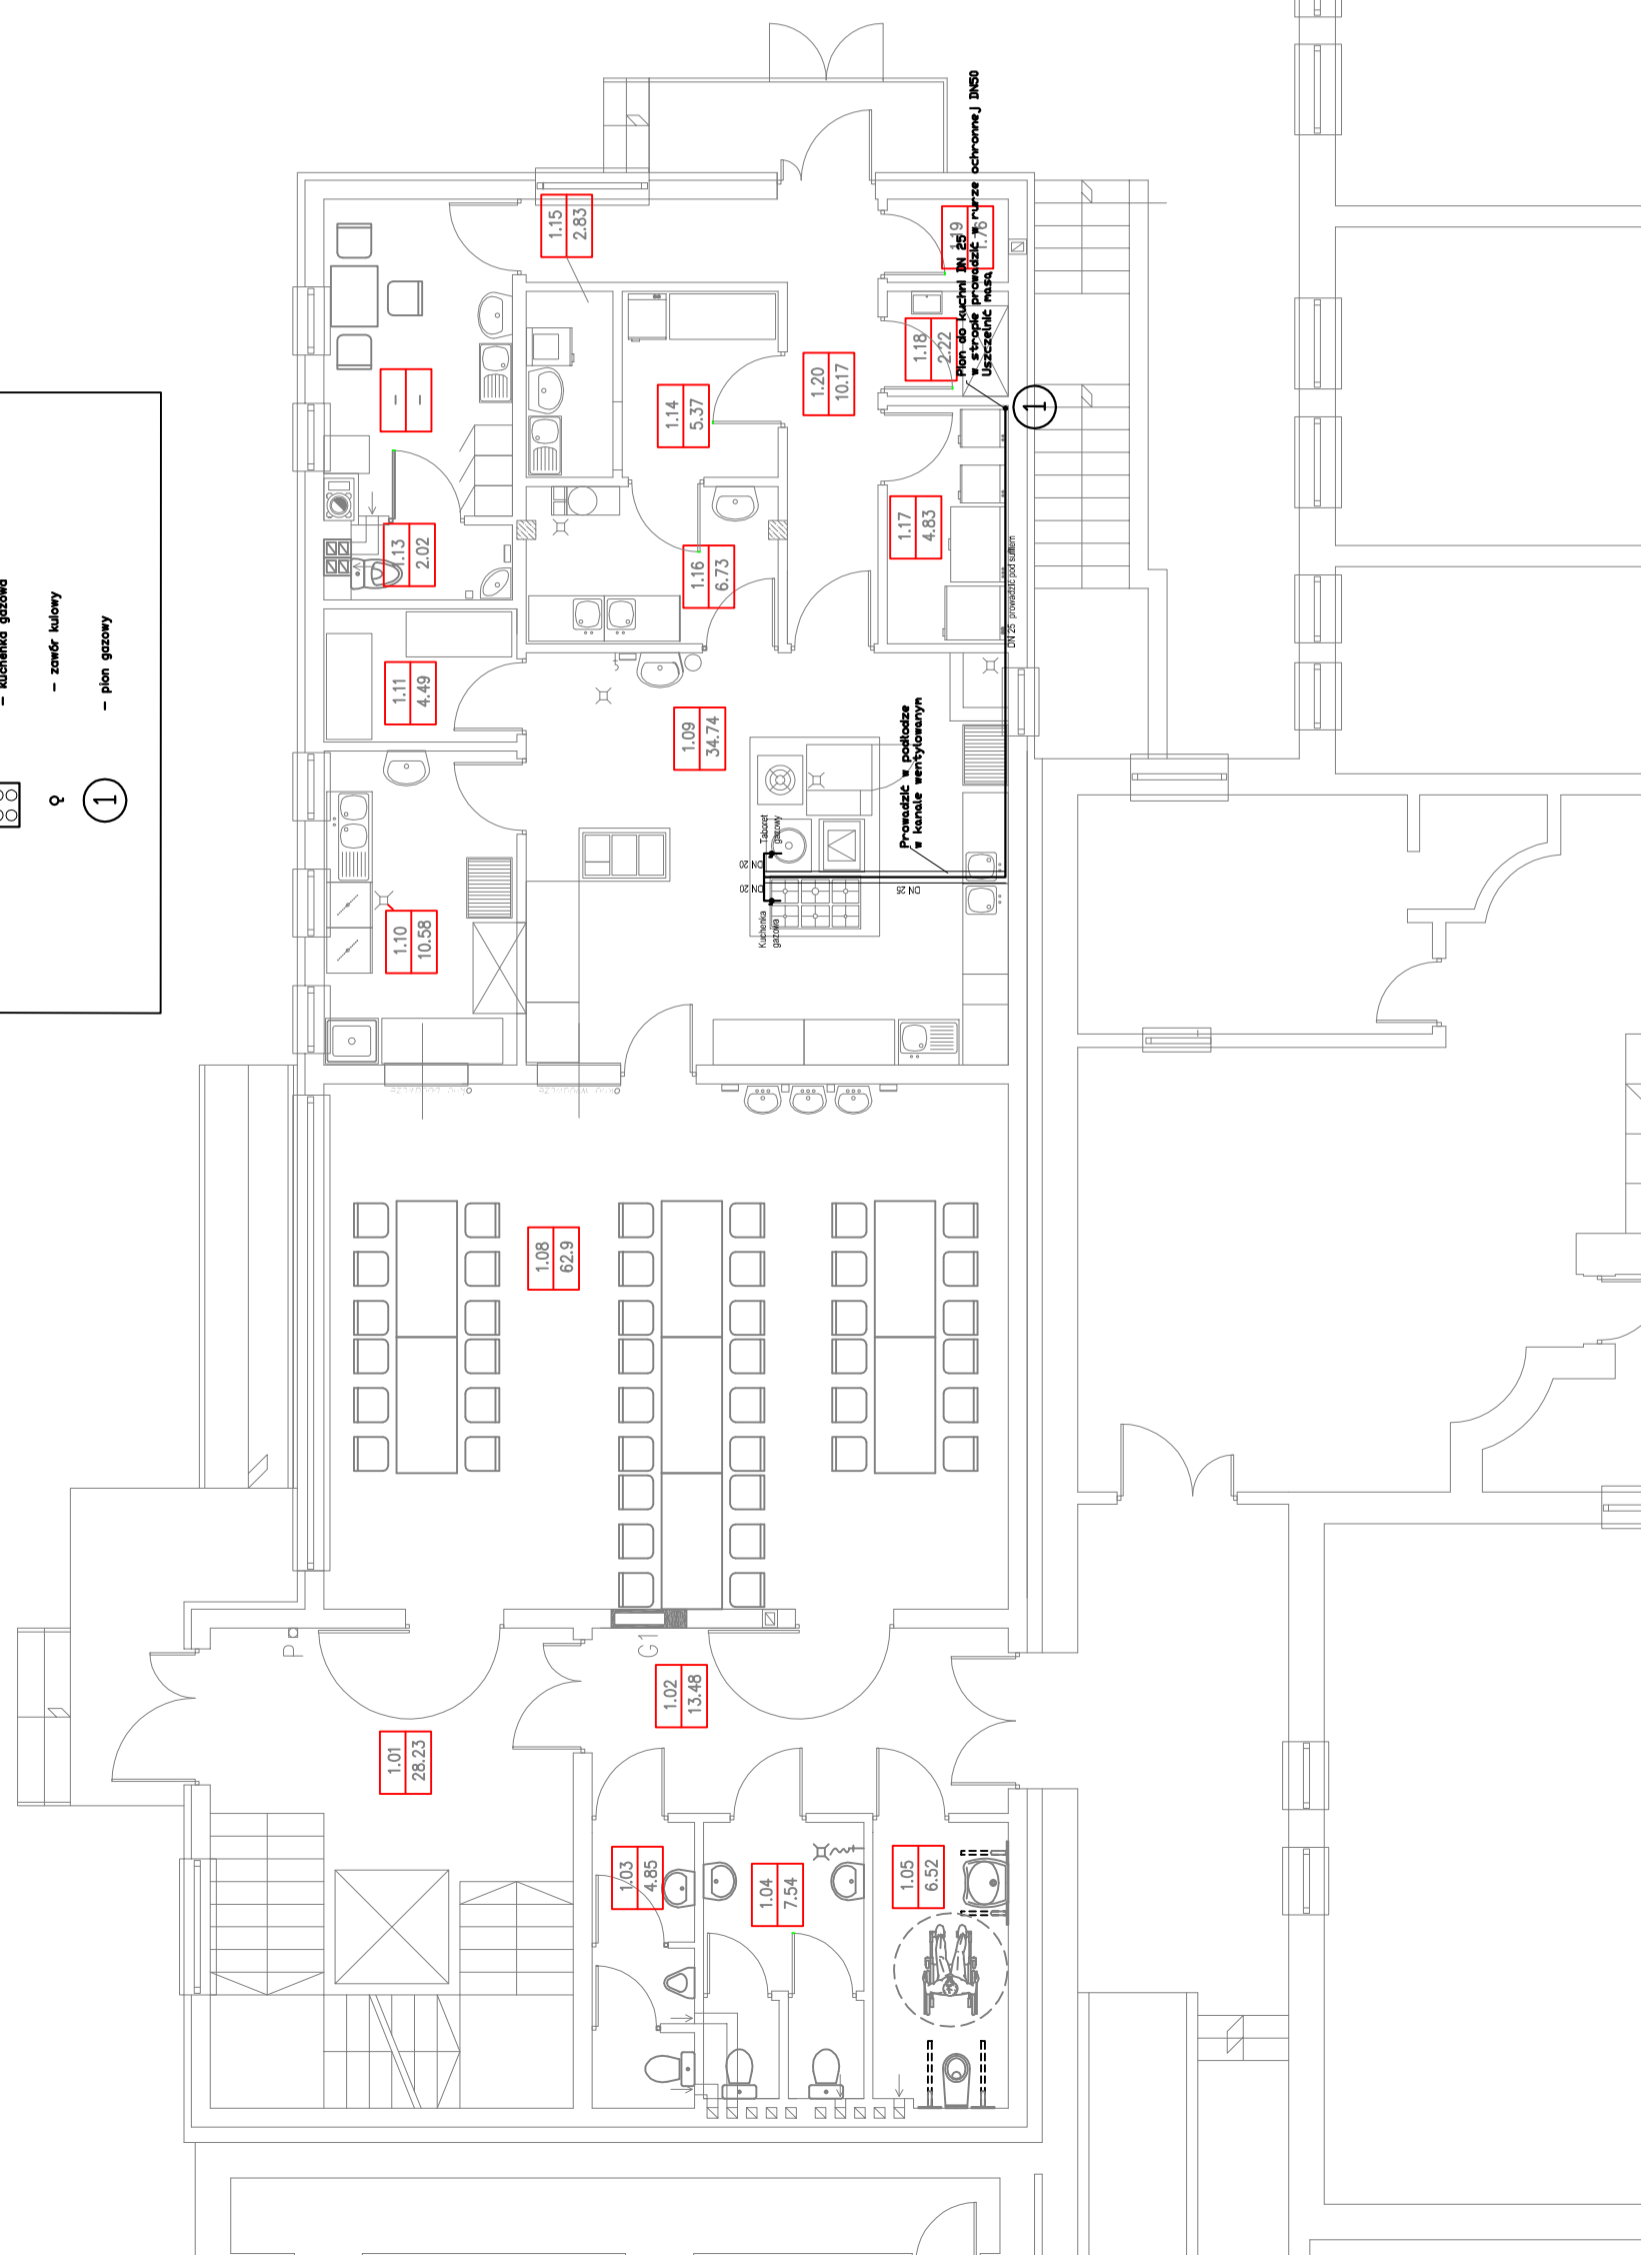 – kuchenka gazowa
– zawór kulowy
– pion gazowy
1
1.15
2.83
1.19
1.76
Pion do kuchni DN 25
w stropie prowadzić w rurze ochronnej DN50
Uszczelnić masą
1.18
2.22
1.20
10.17
1
–
–
1.14
5.37
1.13
2.02
1.16
6.73
1.17
4.83
DN 25 prowadzić pod sufitem
1.11
4.49
1.09
34.74
Prowadzić w podłodze
w kanale wentylowanym
Taboret
gazowy
DN 20
DN 20
DN 25
Kuchenka
gazowa
1.10
10.58
1.08
62.9
P
G1
1.02
13.48
1.01
28.23
1.03
4.85
1.04
7.54
1.05
6.52